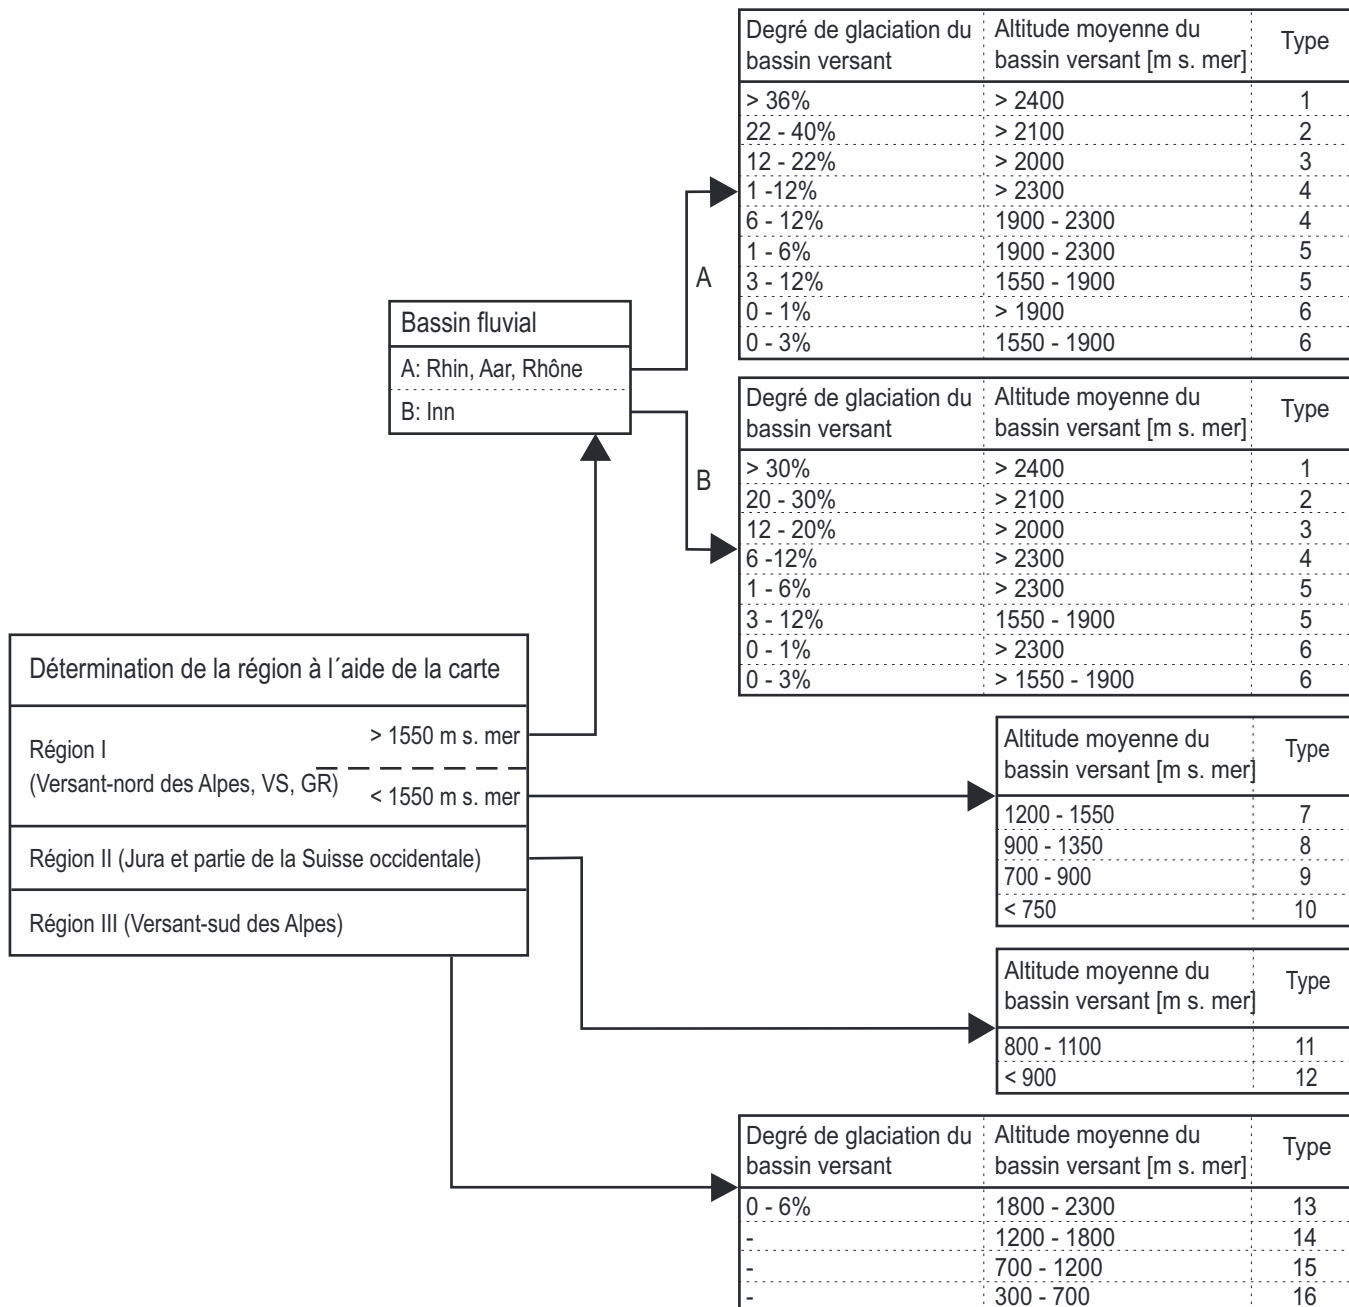 Degré de glaciation du bassin versant | Altitude moyenne du bassin versant [m s. mer] | Type
> 36% | > 2400 | 1
22 - 40% | > 2100 | 2
12 - 22% | > 2000 | 3
1 -12% | > 2300 | 4
6 - 12% | 1900 - 2300 | 4
1 - 6% | 1900 - 2300 | 5
3 - 12% | 1550 - 1900 | 5
0 - 1% | > 1900 | 6
0 - 3% | 1550 - 1900 | 6
A
Bassin fluvial
A: Rhin, Aar, Rhône
B: Inn
B
Degré de glaciation du bassin versant | Altitude moyenne du bassin versant [m s. mer] | Type
> 30% | > 2400 | 1
20 - 30% | > 2100 | 2
12 - 20% | > 2000 | 3
6 -12% | > 2300 | 4
1 - 6% | > 2300 | 5
3 - 12% | 1550 - 1900 | 5
0 - 1% | > 2300 | 6
0 - 3% | > 1550 - 1900 | 6
Détermination de la région à l´aide de la carte
Région I
(Versant-nord des Alpes, VS, GR)
> 1550 m s. mer
< 1550 m s. mer
Région II (Jura et partie de la Suisse occidentale)
Région III (Versant-sud des Alpes)
Altitude moyenne du bassin versant [m s. mer] | Type
1200 - 1550 | 7
900 - 1350 | 8
700 - 900 | 9
< 750 | 10
Altitude moyenne du bassin versant [m s. mer] | Type
800 - 1100 | 11
< 900 | 12
Degré de glaciation du bassin versant | Altitude moyenne du bassin versant [m s. mer] | Type
0 - 6% | 1800 - 2300 | 13
- | 1200 - 1800 | 14
- | 700 - 1200 | 15
- | 300 - 700 | 16